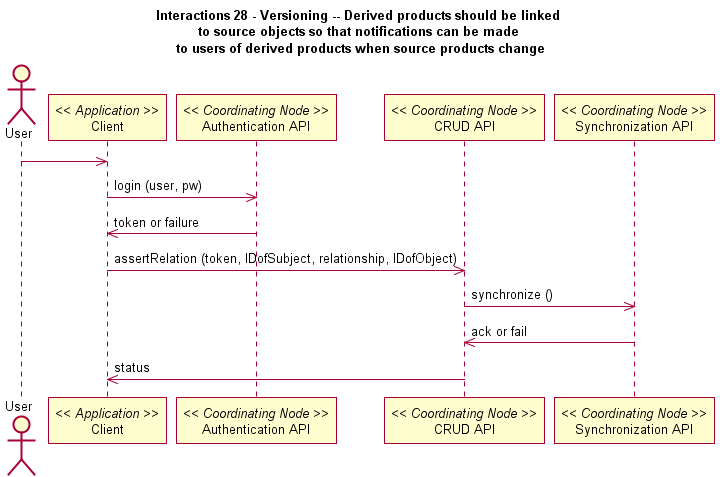 Interactions 28 - Versioning -- Derived products should be linked
to source objects so that notifications can be made
to users of derived products when source products change
User
<< Application >>
Client
<< Coordinating Node >>
Authentication API
<< Coordinating Node >>
CRUD API
<< Coordinating Node >>
Synchronization API
login (user, pw)
token or failure
assertRelation (token, IDofSubject, relationship, IDofObject)
synchronize ()
ack or fail
status
User
<< Application >>
Client
<< Coordinating Node >>
Authentication API
<< Coordinating Node >>
CRUD API
<< Coordinating Node >>
Synchronization API